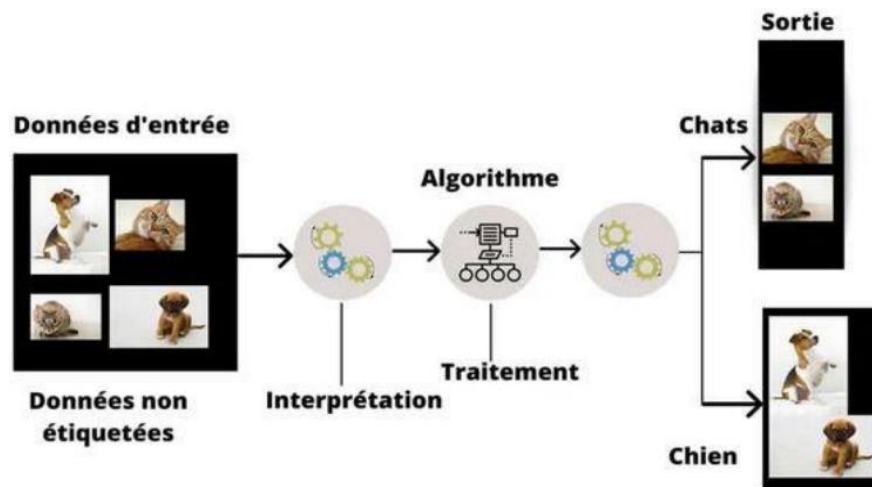 Données d'entrée
Données non
étiquetées
Interprétation
Algorithme
Traitement
Sortie
Chats
Chien